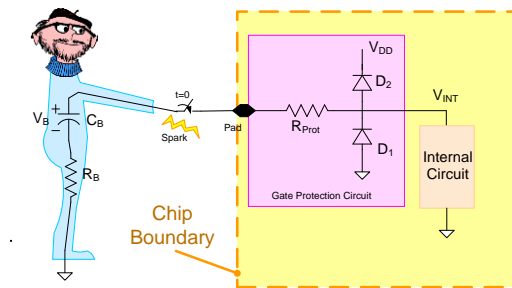 t=0
V_DD
D_2
V_INT
V_B
+
−
C_B
Spark
Pad
R_Prot
D_1
Internal
Circuit
R_B
Gate Protection Circuit
Chip
Boundary